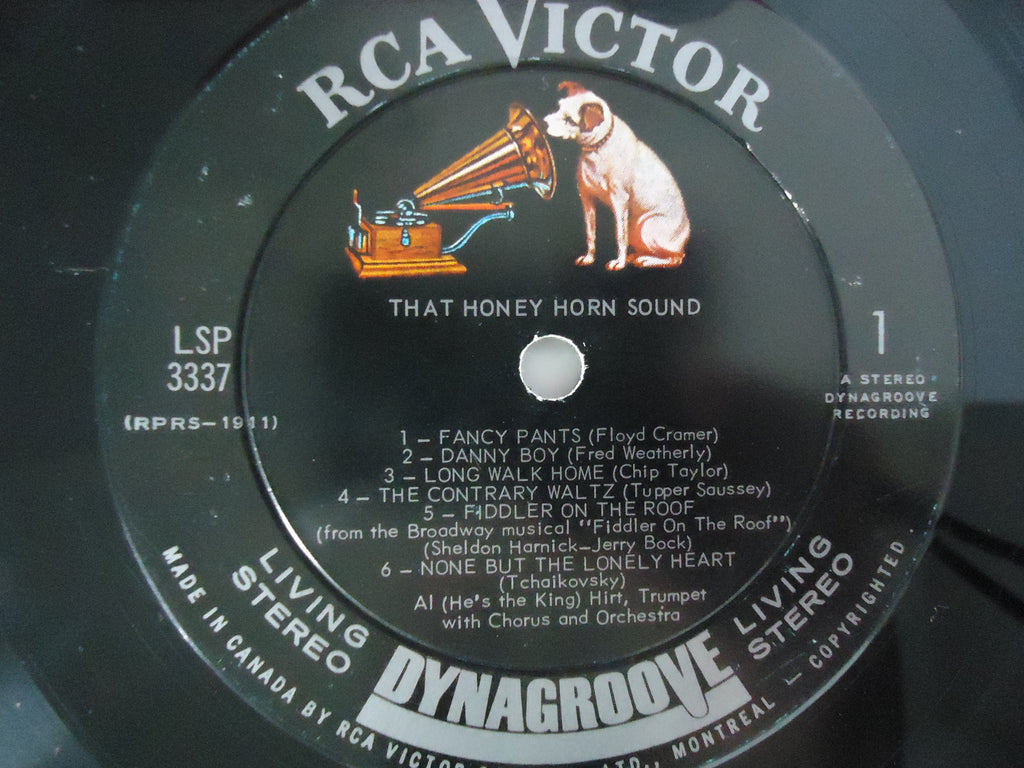 RCA VICTOR
THAT HONEY HORN SOUND
LSP
3337
(RPRS-1911)
1
A STEREO
DYNAGROOVE
RECORDING
1 – FANCY PANTS (Floyd Cramer)
2 – DANNY BOY (Fred Weatherly)
3 – LONG WALK HOME (Chip Taylor)
4 – THE CONTRARY WALTZ (Tupper Saussey)
5 – FIDDLER ON THE ROOF
(from the Broadway musical "Fiddler On The Roof")
(Sheldon Harnick–Jerry Bock)
6 – NONE BUT THE LONELY HEART
(Tchaikovsky)
Al (He's the King) Hirt, Trumpet
with Chorus and Orchestra
LIVING
STEREO
DYNAGROOVE
LIVING
STEREO
MADE IN CANADA BY RCA VICTOR LTD., MONTREAL – COPYRIGHTED